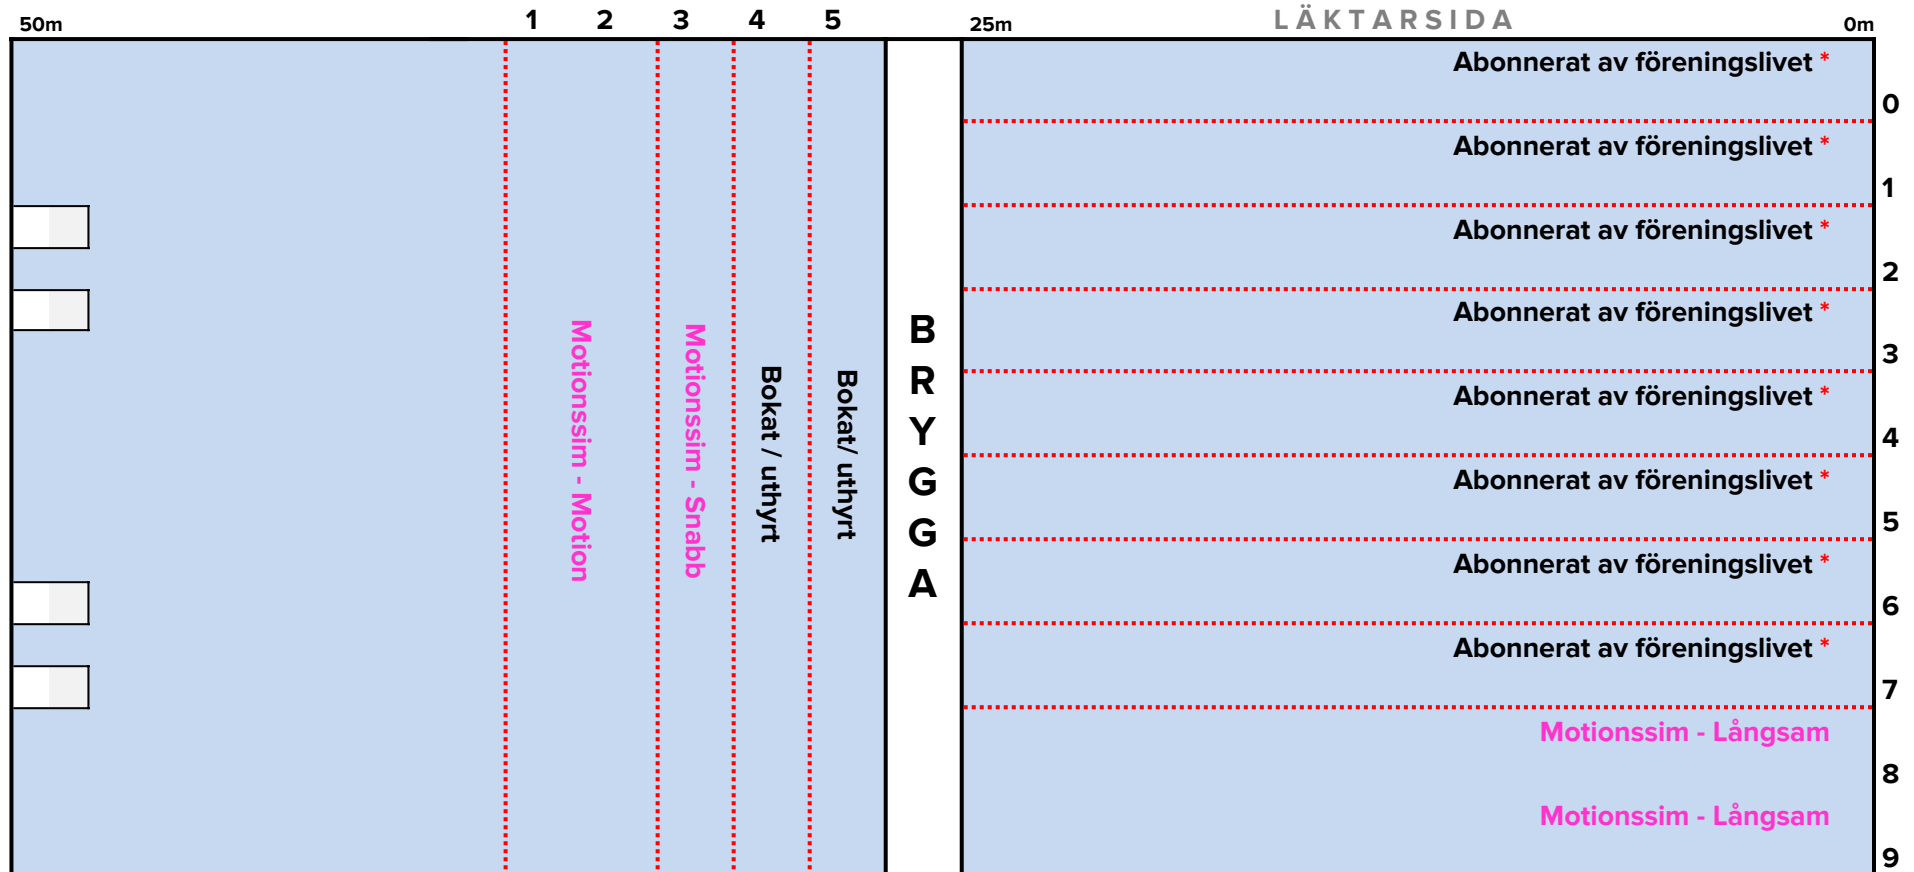 50m 1 2 3 4 5 25m LÄKTARSIDA 0m
Abonnerat av föreningslivet *
0
Abonnerat av föreningslivet *
1
Abonnerat av föreningslivet *
2
Abonnerat av föreningslivet *
3
Abonnerat av föreningslivet *
4
Abonnerat av föreningslivet *
5
Abonnerat av föreningslivet *
6
Abonnerat av föreningslivet *
7
Motionssim - Långsam
8
Motionssim - Långsam
9
Motionssim - Motion
Motionssim - Snabb
Bokat / uthyrt
Bokat/ uthyrt
BRYGGA